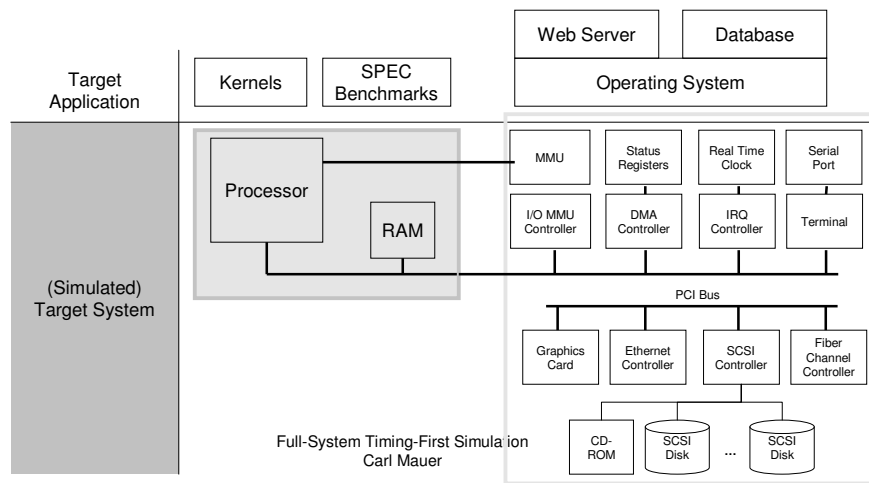 Web Server
Database
Target
Application
Kernels
SPEC
Benchmarks
Operating System
Processor
RAM
MMU
Status
Registers
Real Time
Clock
Serial
Port
I/O MMU
Controller
DMA
Controller
IRQ
Controller
Terminal
(Simulated)
Target System
PCI Bus
Graphics
Card
Ethernet
Controller
SCSI
Controller
Fiber
Channel
Controller
CD-
ROM
SCSI
Disk
...
SCSI
Disk
Full-System Timing-First Simulation
Carl Mauer